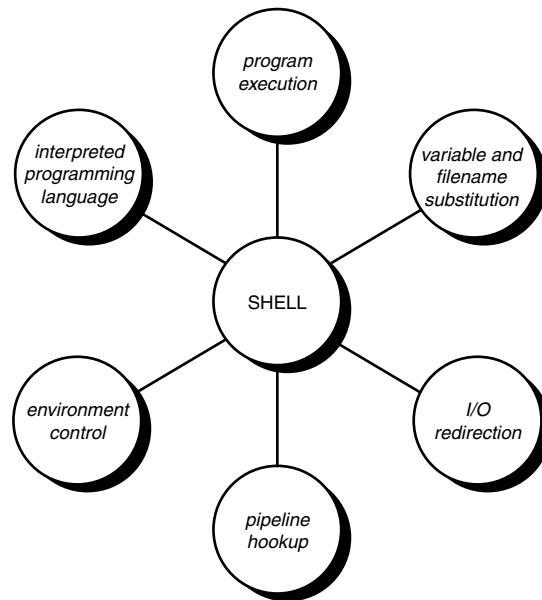 program
execution
interpreted
programming
language
variable and
filename
substitution
SHELL
environment
control
I/O
redirection
pipeline
hookup